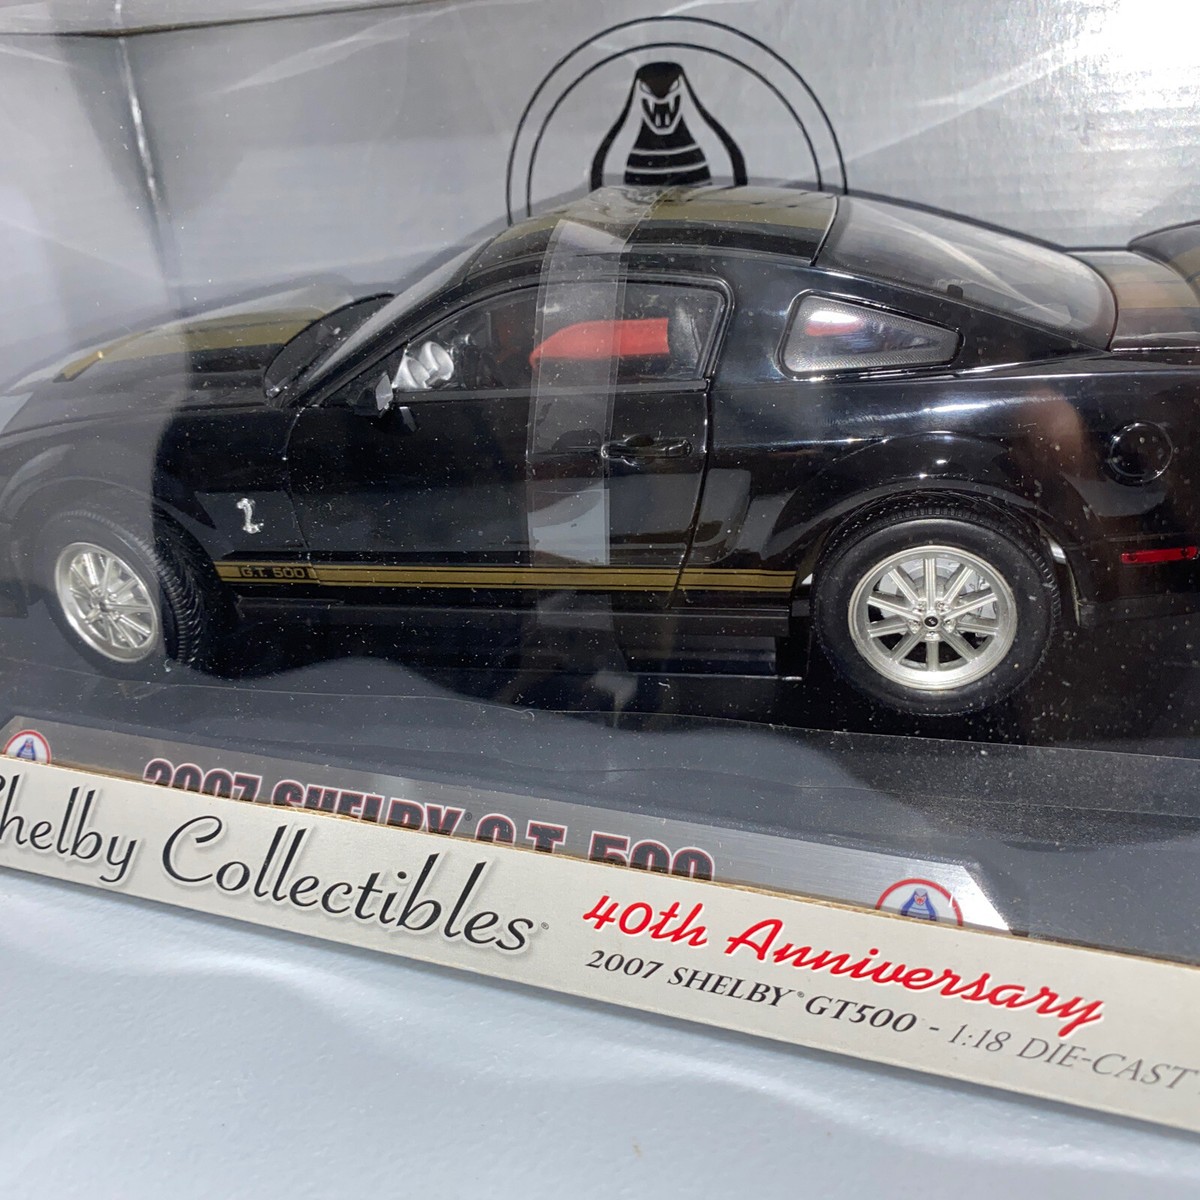 G.T. 500
2007 SHELBY® G.T. 500
Shelby Collectibles®
40th Anniversary
2007 SHELBY® GT500 - 1:18 DIE-CAST